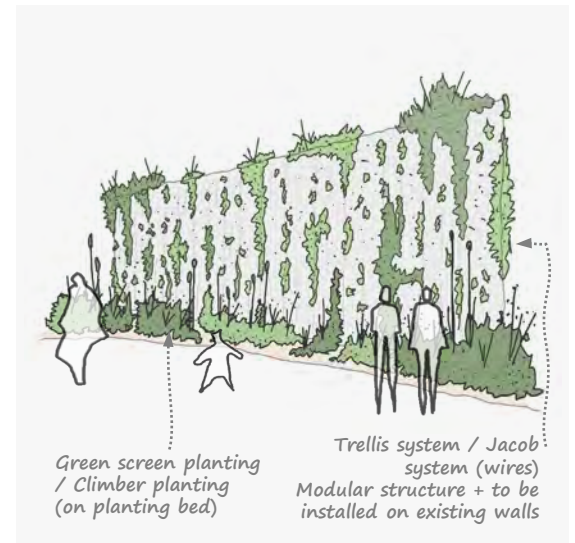 Green screen planting
/ Climber planting
(on planting bed)
Trellis system / Jacob
system (wires)
Modular structure + to be
installed on existing walls